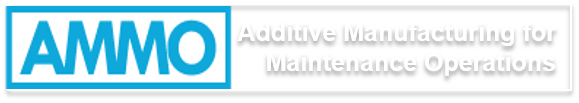 AMMO
Additive Manufacturing for
Maintenance Operations